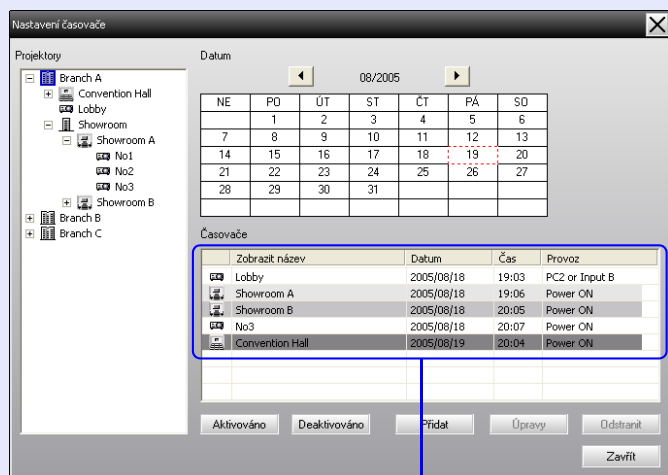 Nastavení časovače
Projektory
Branch A
Convention Hall
Lobby
Showroom
Showroom A
No1
No2
No3
Showroom B
Branch B
Branch C
Datum
08/2005
NE PO ÚT ST ČT PÁ SO
1 2 3 4 5 6
7 8 9 10 11 12 13
14 15 16 17 18 19 20
21 22 23 24 25 26 27
28 29 30 31
Časovače
Zobrazit název Datum Čas Provoz
Lobby 2005/08/18 19:03 PC2 or Input B
Showroom A 2005/08/18 19:06 Power ON
Showroom B 2005/08/18 20:05 Power ON
No3 2005/08/18 20:07 Power ON
Convention Hall 2005/08/19 20:04 Power ON
Aktivováno Deaktivováno Přidat Úpravy Odstranit
Zavřít